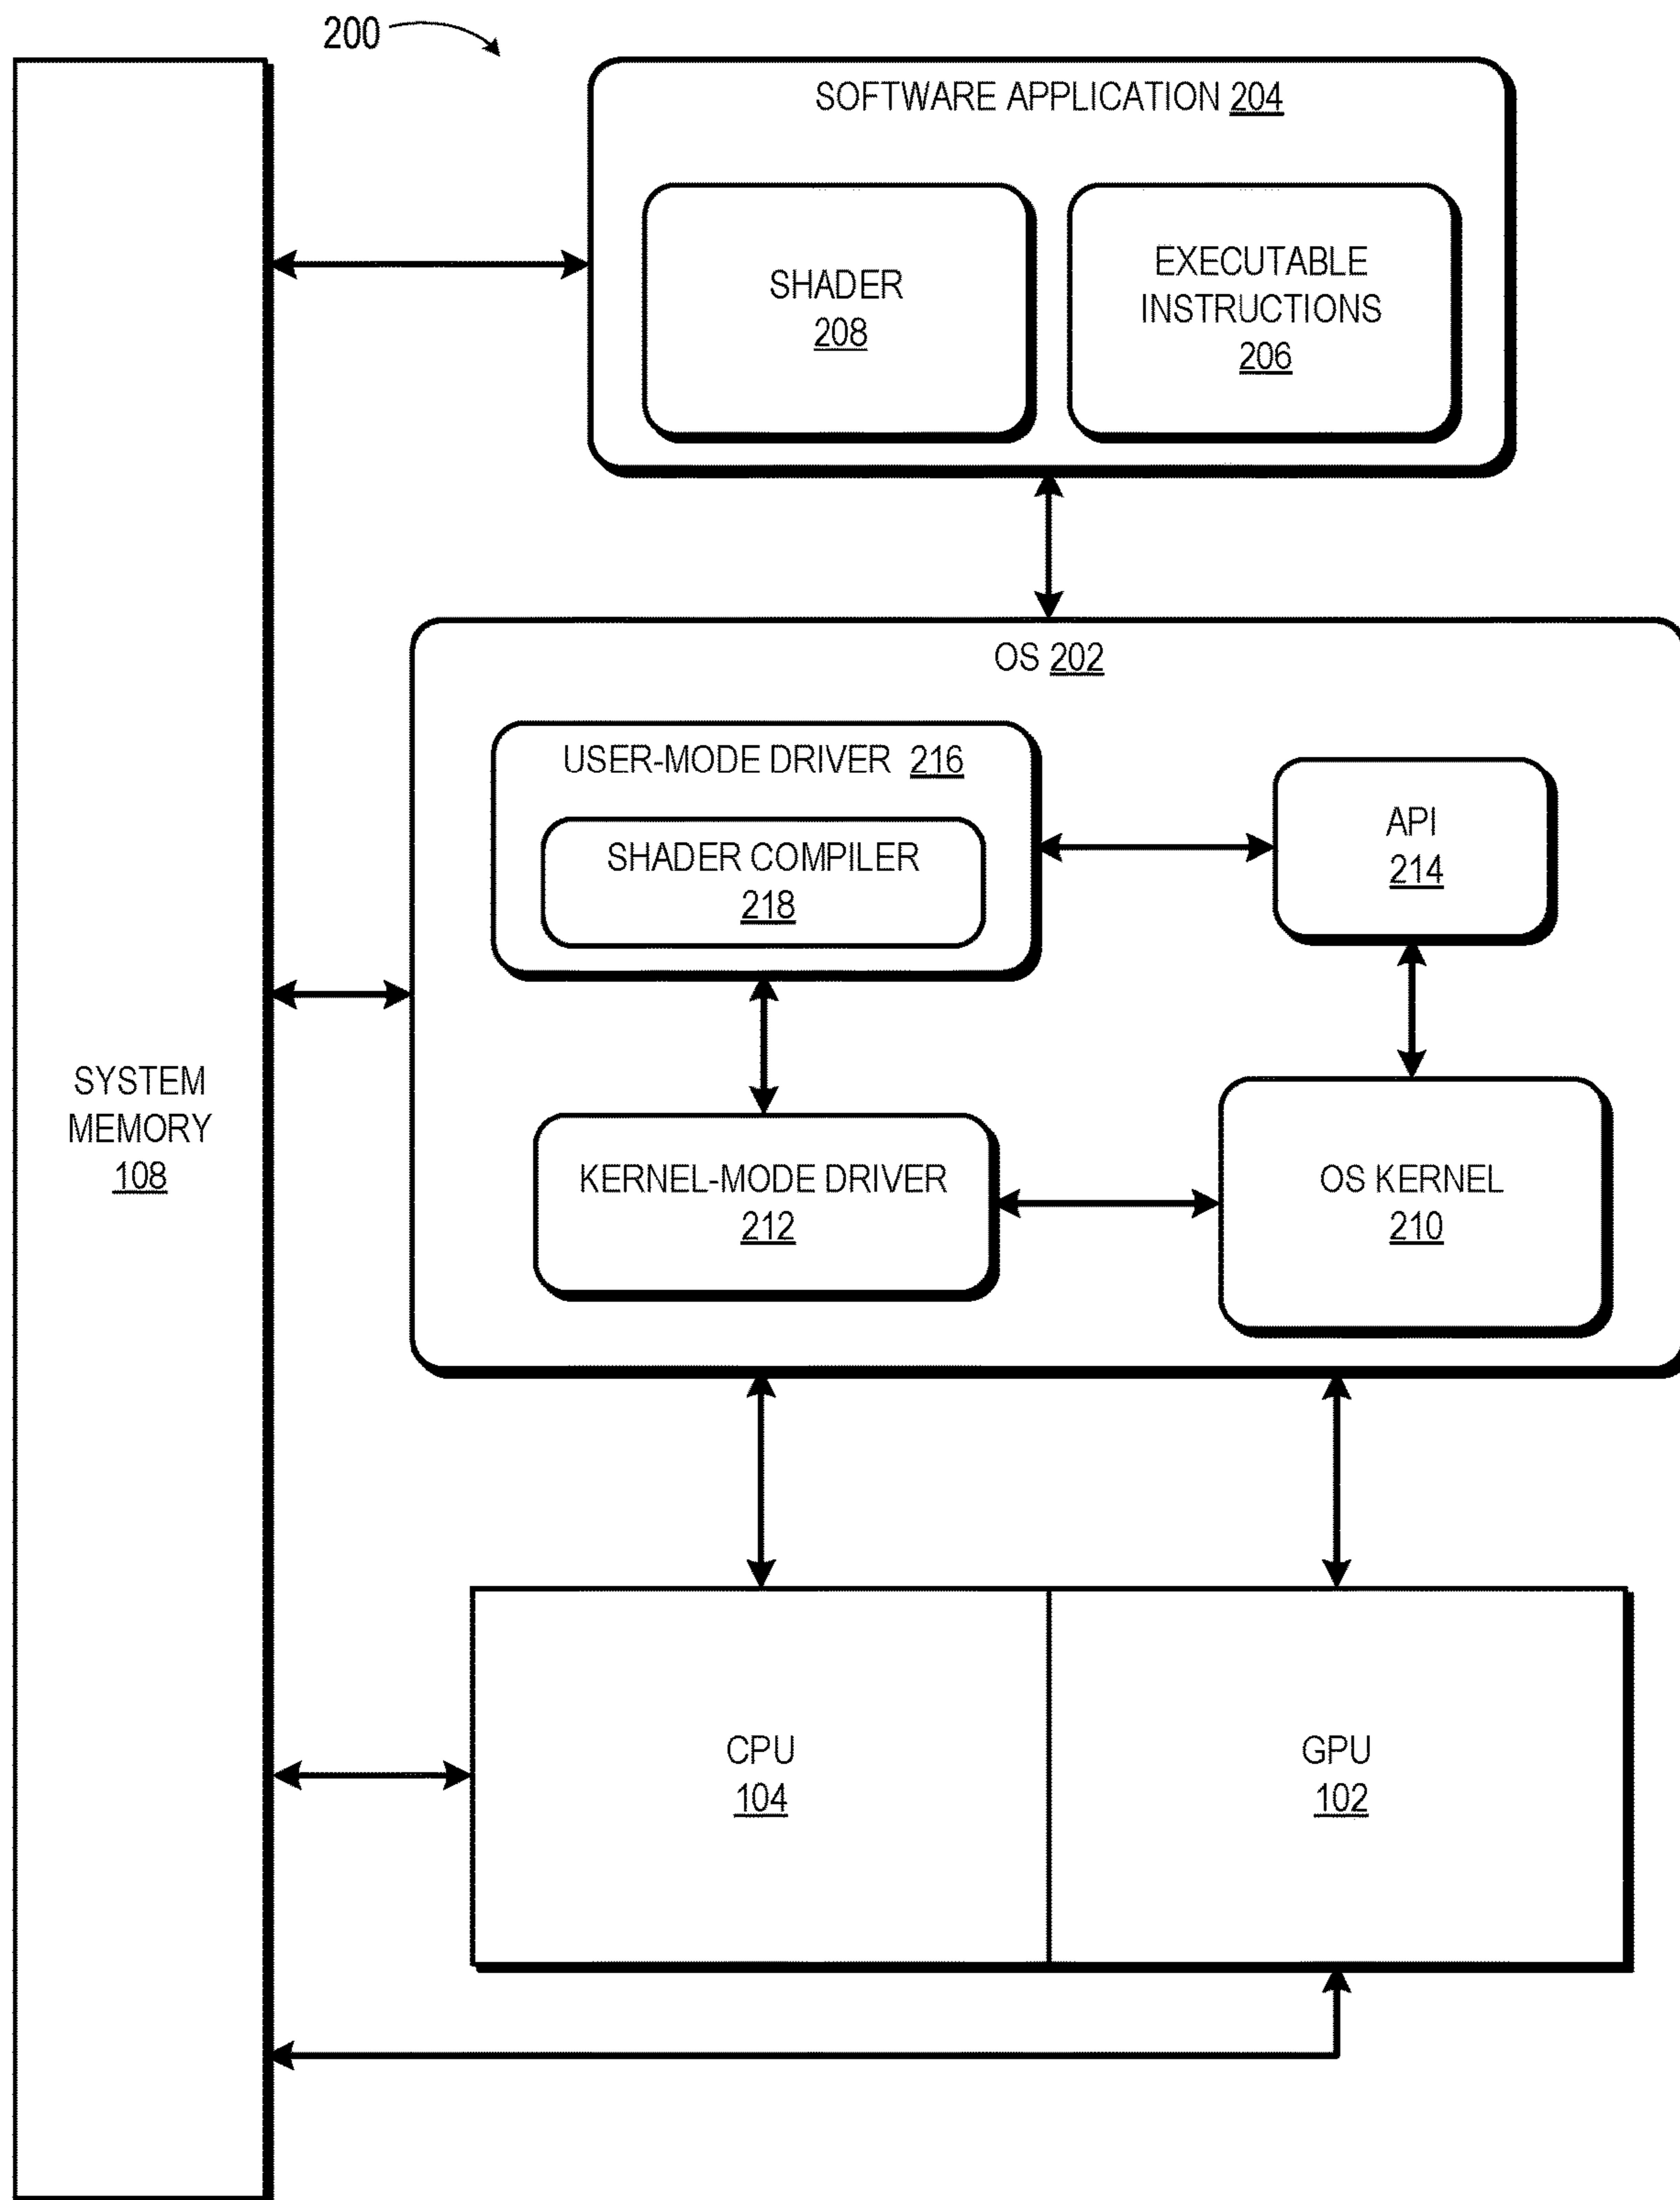 200
SOFTWARE APPLICATION 204
SHADER
208
EXECUTABLE
INSTRUCTIONS
206
OS 202
USER-MODE DRIVER 216
SHADER COMPILER
218
API
214
SYSTEM
MEMORY
108
KERNEL-MODE DRIVER
212
OS KERNEL
210
CPU
104
GPU
102